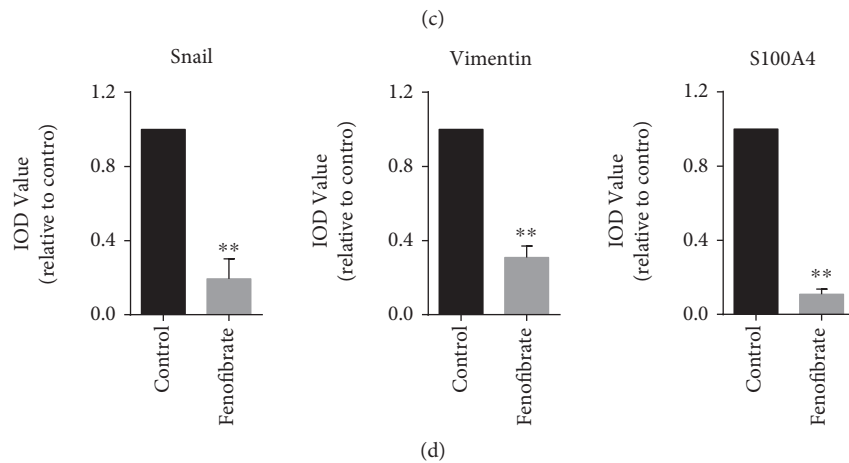 (c)
Snail
Vimentin
S100A4
IOD Value
(relative to contro)
1.2
0.8
0.4
0.0
**
Control
Fenofibrate
IOD Value
(relative to contro)
1.2
0.8
0.4
0.0
**
Control
Fenofibrate
IOD Value
(relative to contro)
1.2
0.8
0.4
0.0
**
Control
Fenofibrate
(d)